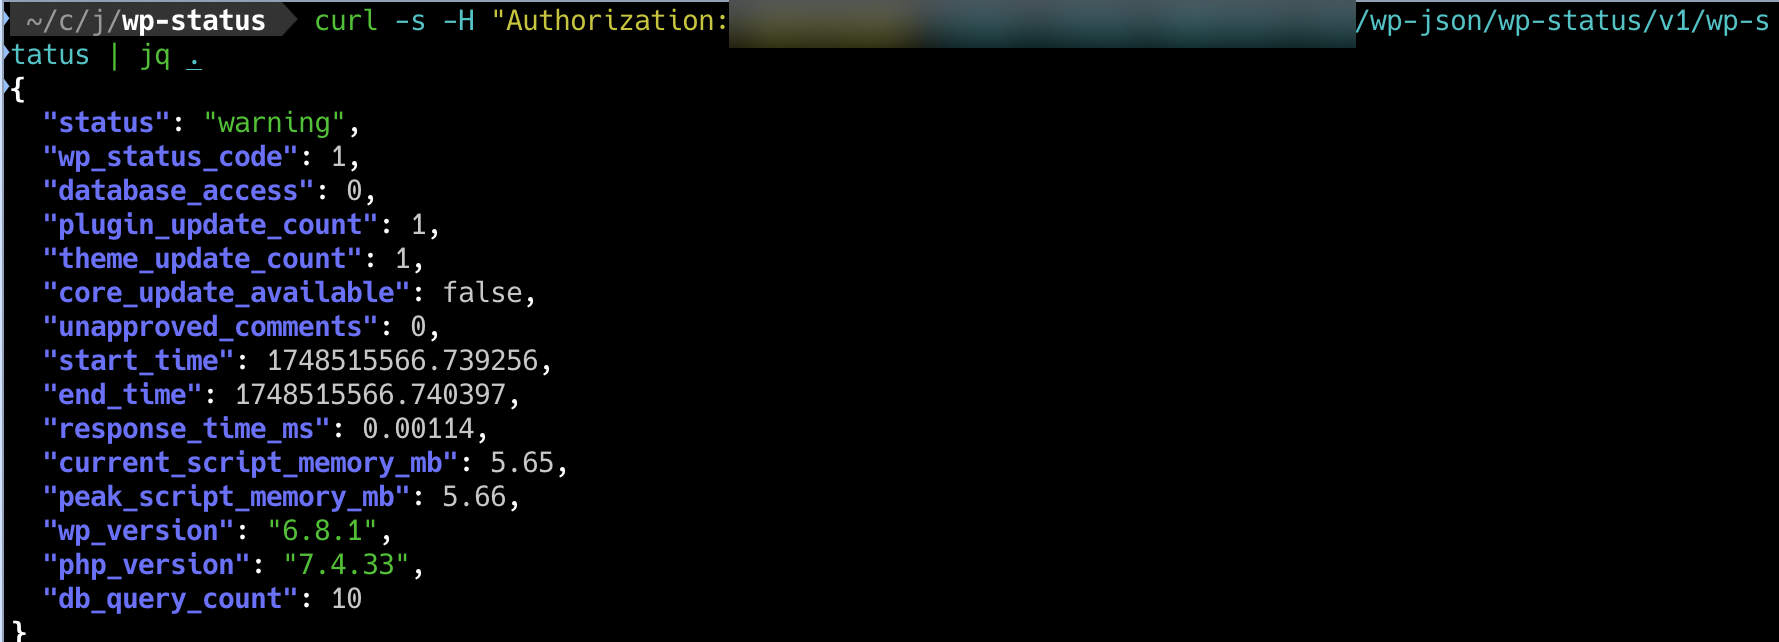 ~/c/j/wp-status curl -s -H "Authorization: /wp-json/wp-status/v1/wp-s
tatus | jq .
{
"status": "warning",
"wp_status_code": 1,
"database_access": 0,
"plugin_update_count": 1,
"theme_update_count": 1,
"core_update_available": false,
"unapproved_comments": 0,
"start_time": 1748515566.739256,
"end_time": 1748515566.740397,
"response_time_ms": 0.00114,
"current_script_memory_mb": 5.65,
"peak_script_memory_mb": 5.66,
"wp_version": "6.8.1",
"php_version": "7.4.33",
"db_query_count": 10
}